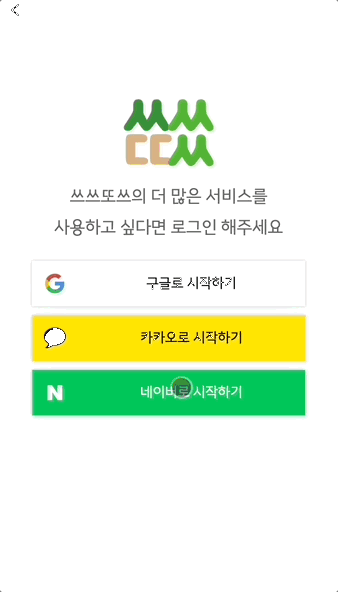 쓰쓰또쓰의 더 많은 서비스를
사용하고 싶다면 로그인 해주세요
구글로 시작하기
카카오로 시작하기
N 네이버로 시작하기